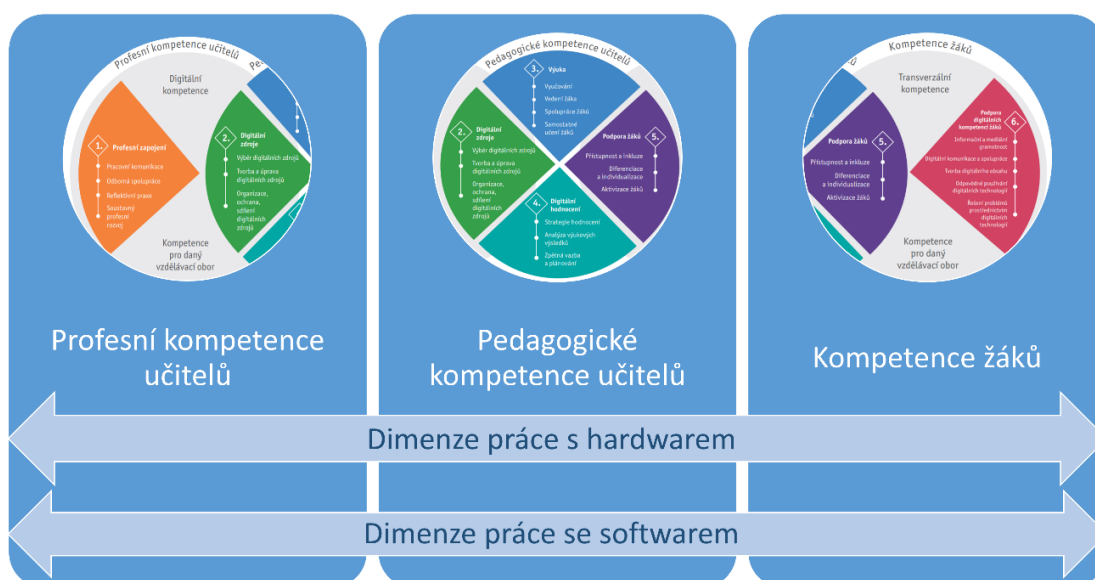 Profesní kompetence učitelů
Digitální
kompetence
1. Profesní zapojení
Pracovní komunikace
Odborná spolupráce
Reflektivní praxe
Soustavný
profesní
rozvoj
2. Digitální
zdroje
Výběr digitálních zdrojů
Tvorba a úprava
digitálních zdrojů
Organizace,
ochrana,
sdílení
digitálních
zdrojů
Kompetence
pro daný
vzdělávací obor
Profesní kompetence
učitelů
Pedagogické kompetence učitelů
3. Výuka
Vyučování
Vedení žáka
Spolupráce žáků
Samostatné
učení žáků
2. Digitální
zdroje
Výběr digitálních zdrojů
Tvorba a úprava
digitálních zdrojů
Organizace,
ochrana,
sdílení
digitálních
zdrojů
Podpora žáků 5.
Přístupnost a inkluze
Diferenciace
a individualizace
Aktivizace žáků
4. Digitální
hodnocení
Strategie hodnocení
Analýza výukových
výsledků
Zpětná vazba
a plánování
Pedagogické
kompetence učitelů
Kompetence žáků
Transverzální
kompetence
Podpora žáků 5.
Přístupnost a inkluze
Diferenciace
a individualizace
Aktivizace žáků
Podpora
digitálních
kompetencí žáků
6.
Informační a mediální
gramotnost
Digitální komunikace a spolupráce
Tvorba digitálního obsahu
Odpovědné používání
digitálních technologií
Řešení problémů
prostřednictvím
digitálních
technologií
Kompetence
pro daný
vzdělávací obor
Kompetence žáků
Dimenze práce s hardwarem
Dimenze práce se softwarem